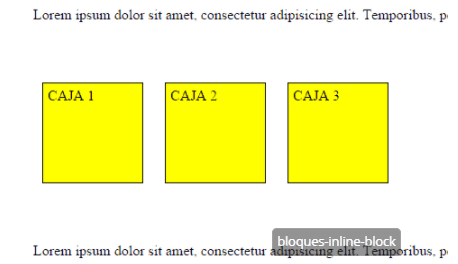 Lorem ipsum dolor sit amet, consectetur adipisicing elit. Temporibus,
CAJA 1 CAJA 2 CAJA 3
bloques-inline-block
Lorem ipsum dolor sit amet, consectetur adipisicing elit. Temporibus,